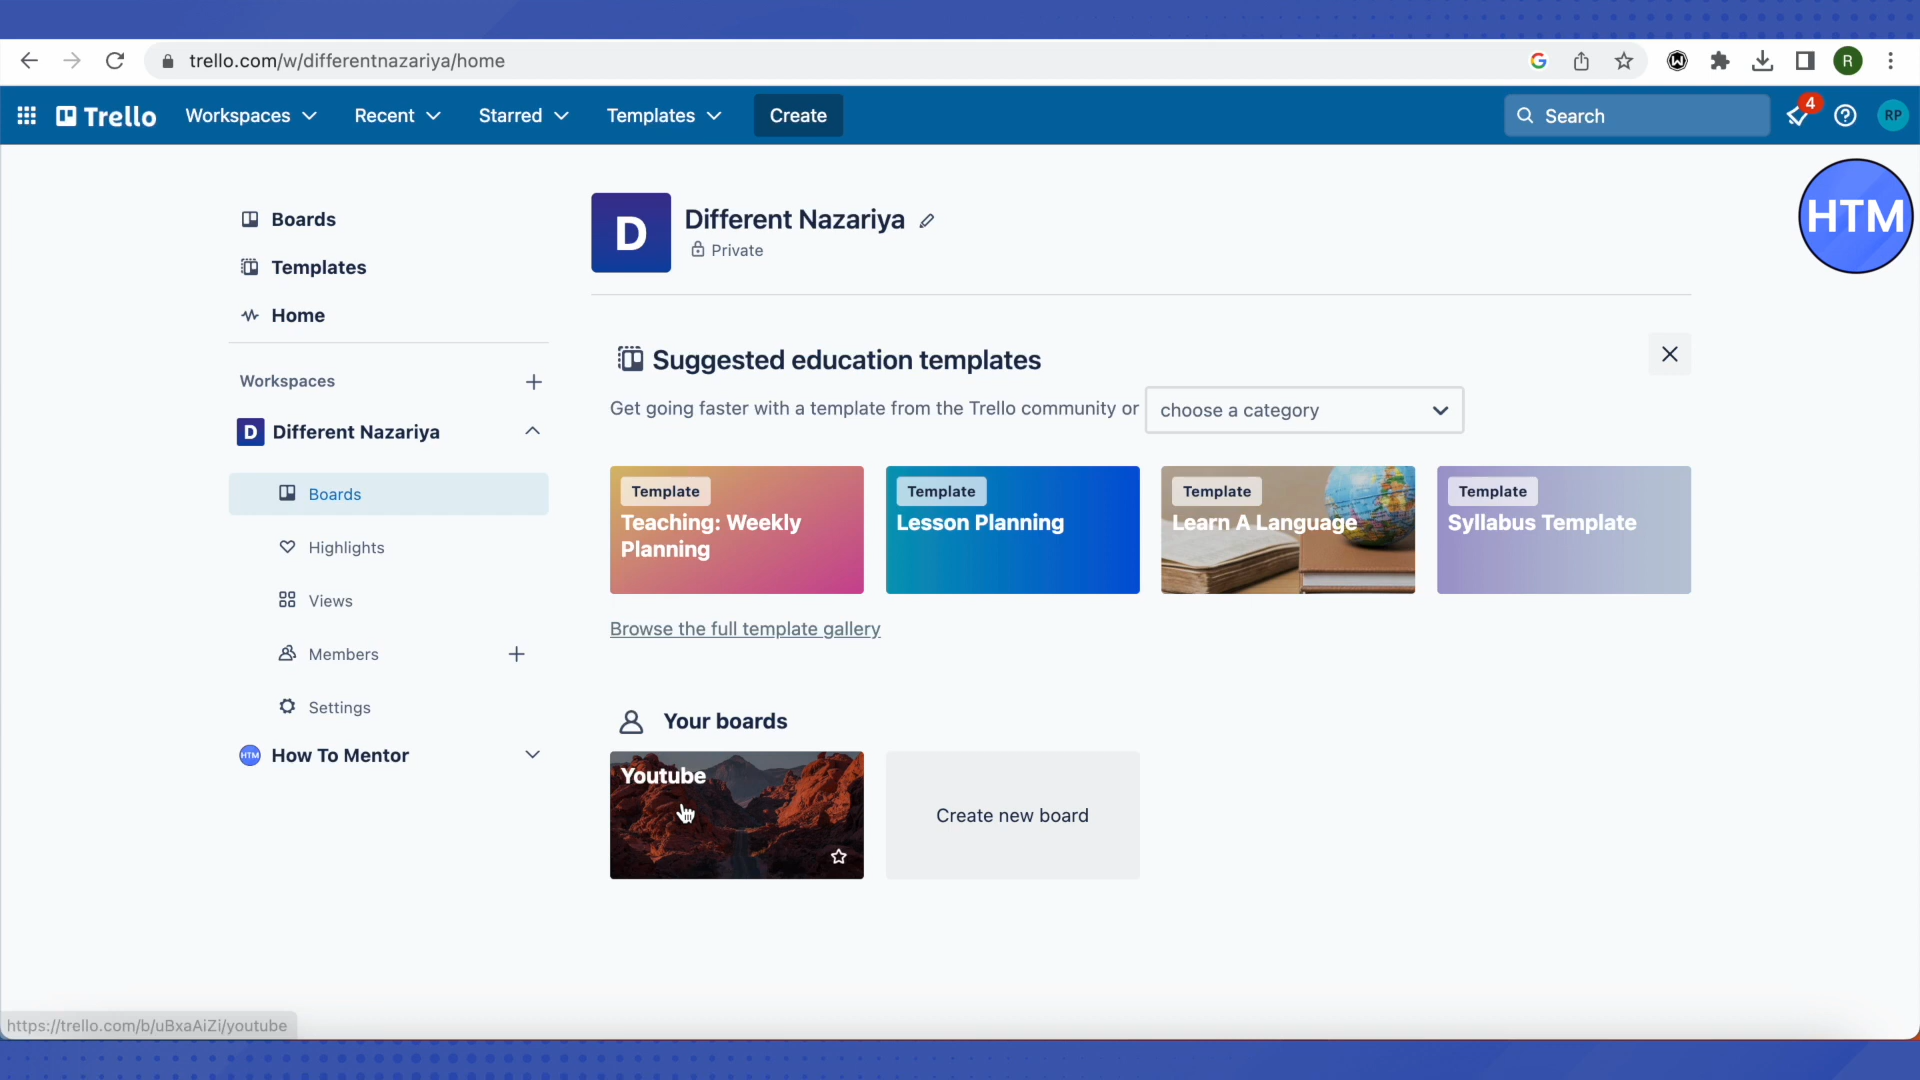 trello.com/w/differentnazariya/home
G
W
R
Trello
Workspaces
Recent
Starred
Templates
Create
Search
4
RP
HTM
Boards
Templates
Home
Workspaces
D Different Nazariya
Boards
Highlights
Views
Members
Settings
HTM How To Mentor
D
Different Nazariya
Private
Suggested education templates
Get going faster with a template from the Trello community or choose a category
Template
Teaching: Weekly
Planning
Template
Lesson Planning
Template
Learn A Language
Template
Syllabus Template
Browse the full template gallery
Your boards
Youtube
Create new board
https://trello.com/b/uBxaAiZi/youtube